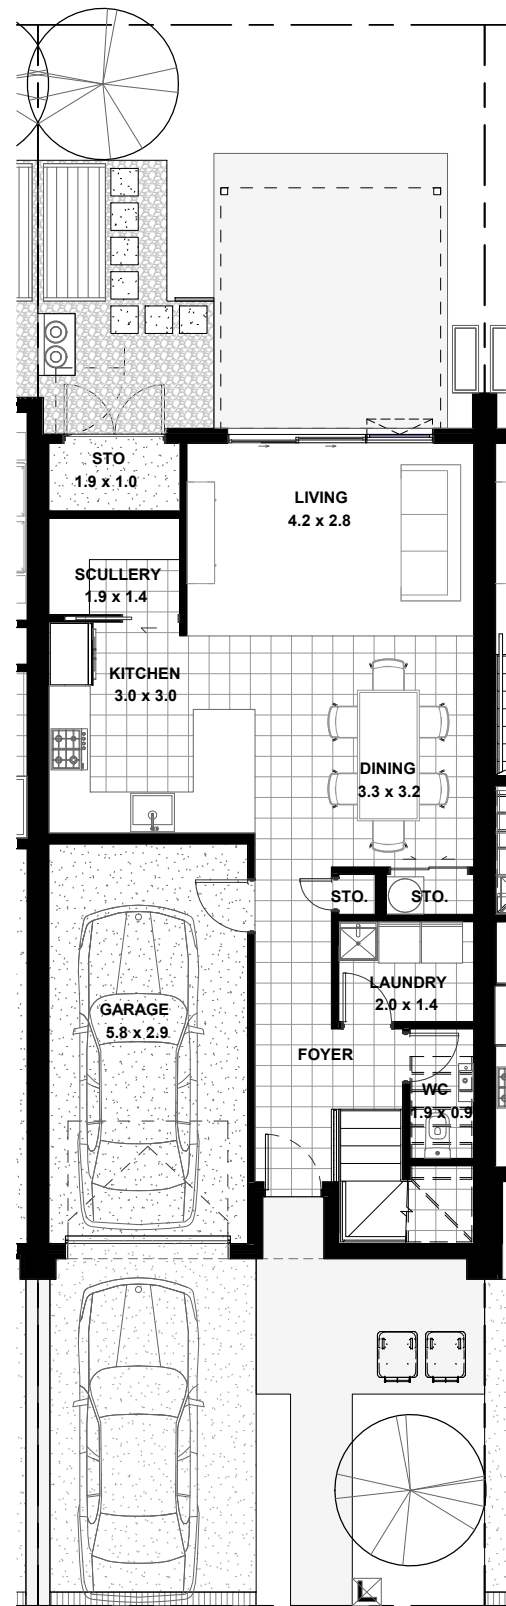 STO
1.9 x 1.0
LIVING
4.2 x 2.8
SCULLERY
1.9 x 1.4
KITCHEN
3.0 x 3.0
DINING
3.3 x 3.2
STO.
STO.
LAUNDRY
2.0 x 1.4
GARAGE
5.8 x 2.9
FOYER
WC
1.9 x 0.9
L